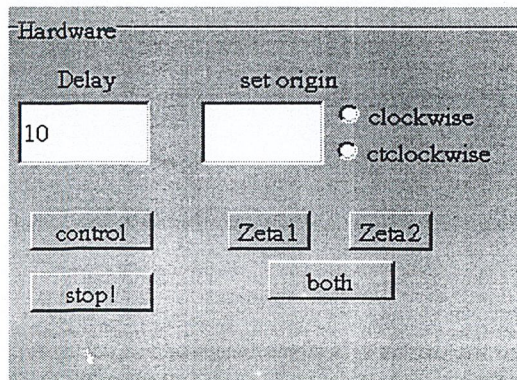 Hardware
Delay set origin
10
clockwise
ctclockwise
control Zeta1 Zeta2
stop! both